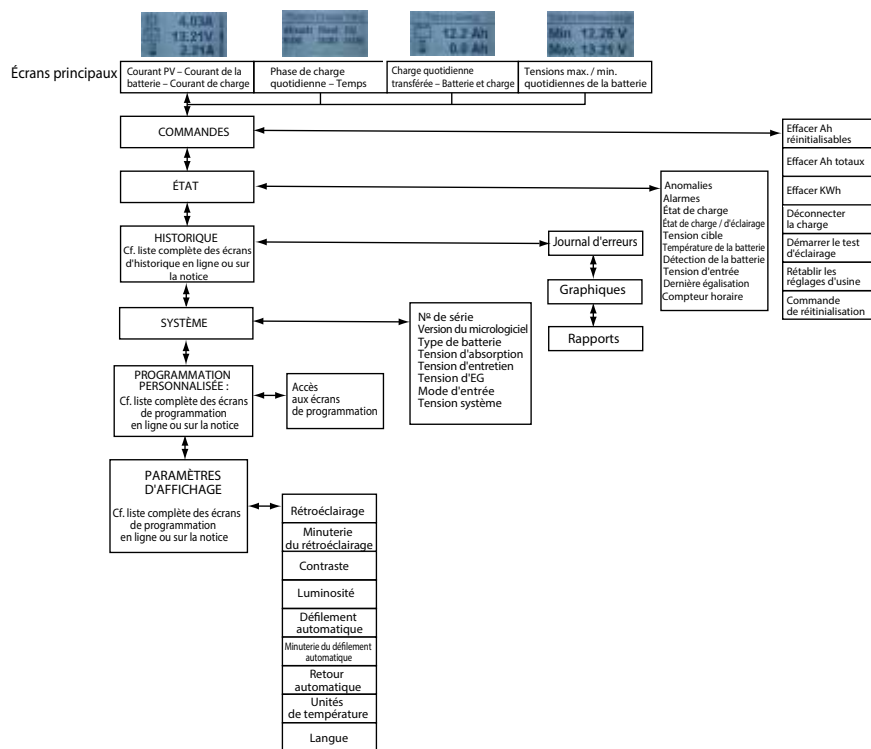 4.03A
13.21V
2.21A
12.2 Ah
0.0 Ah
Min 12.26 V
Max 13.21 V
Écrans principaux
Courant PV – Courant de la
batterie – Courant de charge
Phase de charge
quotidienne – Temps
Charge quotidienne
transférée – Batterie et charge
Tensions max. / min.
quotidiennes de la batterie
COMMANDES
Effacer Ah
réinitialisables
Effacer Ah totaux
Effacer KWh
Déconnecter
la charge
Démarrer le test
d'éclairage
Rétablir les
réglages d'usine
Commande
de réitinialisation
ÉTAT
Anomalies
Alarmes
État de charge
État de charge / d'éclairage
Tension cible
Température de la batterie
Détection de la batterie
Tension d'entrée
Dernière égalisation
Compteur horaire
HISTORIQUE
Cf. liste complète des écrans
d'historique en ligne ou sur
la notice
Journal d'erreurs
Graphiques
Rapports
SYSTÈME
Nº de série
Version du micrologiciel
Type de batterie
Tension d'absorption
Tension d'entretien
Tension d'EG
Mode d'entrée
Tension système
PROGRAMMATION
PERSONNALISÉE :
Cf. liste complète des écrans
de programmation
en ligne ou sur la notice
Accès
aux écrans
de programmation
PARAMÈTRES
D'AFFICHAGE
Cf. liste complète des écrans
de programmation
en ligne ou sur la notice
Rétroéclairage
Minuterie
du rétroéclairage
Contraste
Luminosité
Défilement
automatique
Minuterie du défilement
automatique
Retour
automatique
Unités
de température
Langue